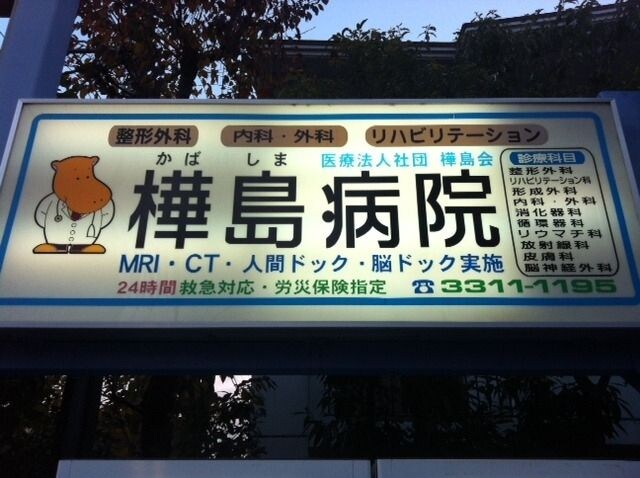 整形外科 内科・外科 リハビリテーション
かば しま 医療法人社団 樺島会
樺島病院
MRI・CT・人間ドック・脳ドック実施
24時間救急対応・労災保険指定 ☎3311-1195
診療科目
整形外科
リハビリテーション科
形成外科
内科・外科
消化器科
循環器科
リウマチ科
放射線科
皮膚科
脳神経外科